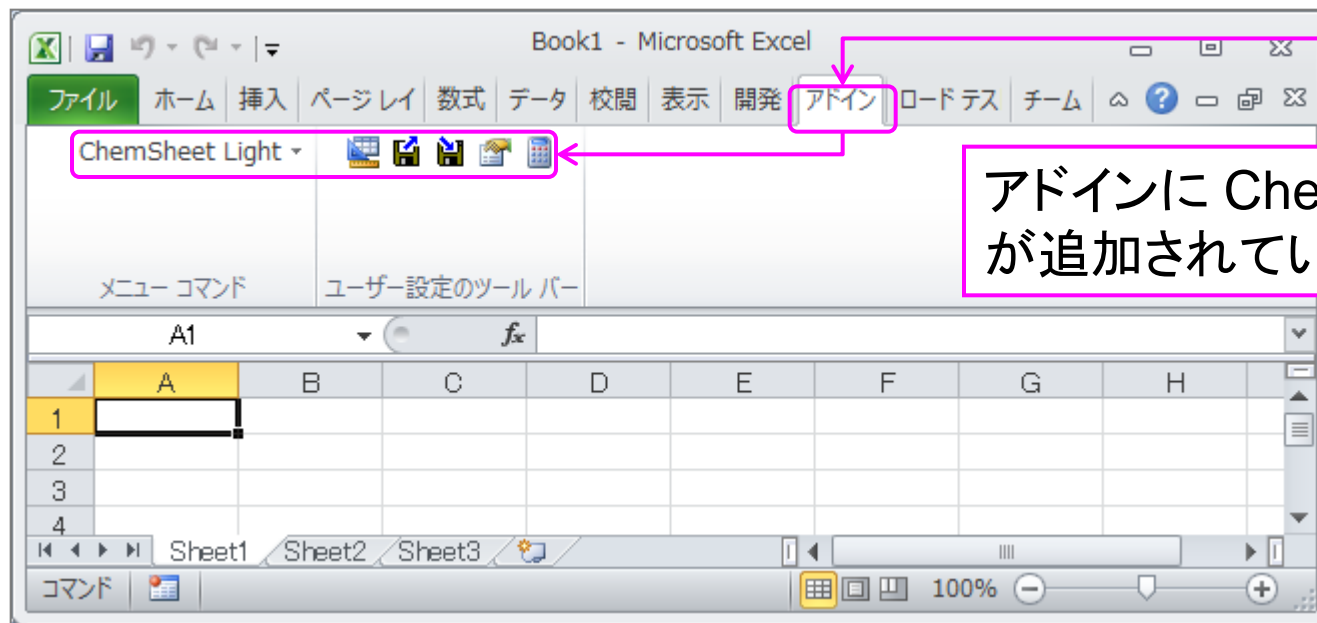 Book1 - Microsoft Excel
ファイル ホーム 挿入 ページ レイ 数式 データ 校閲 表示 開発 アドイン ロード テス チーム
ChemSheet Light
アドインに Che
が追加されてい
メニュー コマンド ユーザー設定のツール バー
A1 fx
A B C D E F G H
1
2
3
4
Sheet1 Sheet2 Sheet3
コマンド 100%